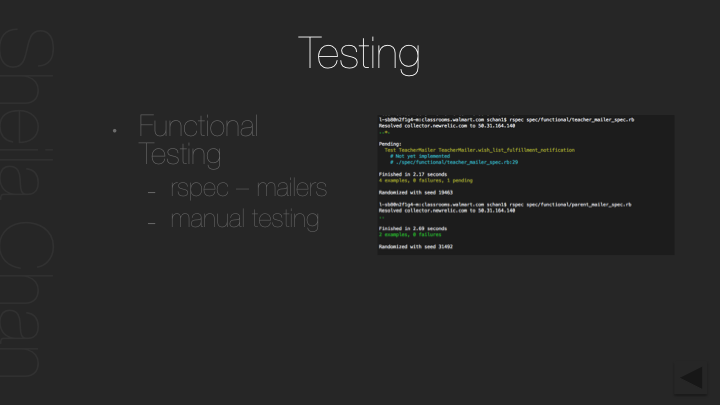 Sheila Chan
Testing
• Functional
Testing
– rspec – mailers
– manual testing
l-sb80n2f1g4-m:classrooms.walmart.com schan1$ rspec spec/functional/teacher_mailer_spec.rb
Resolved collector.newrelic.com to 50.31.164.140
..*.
Pending:
Test TeacherMailer TeacherMailer.wish_list_fulfillment_notification
# Not yet implemented
# ./spec/functional/teacher_mailer_spec.rb:29
Finished in 2.17 seconds
4 examples, 0 failures, 1 pending
Randomized with seed 19463
l-sb80n2f1g4-m:classrooms.walmart.com schan1$ rspec spec/functional/parent_mailer_spec.rb
Resolved collector.newrelic.com to 50.31.164.140
..
Finished in 2.08 seconds
2 examples, 0 failures
Randomized with seed 31492